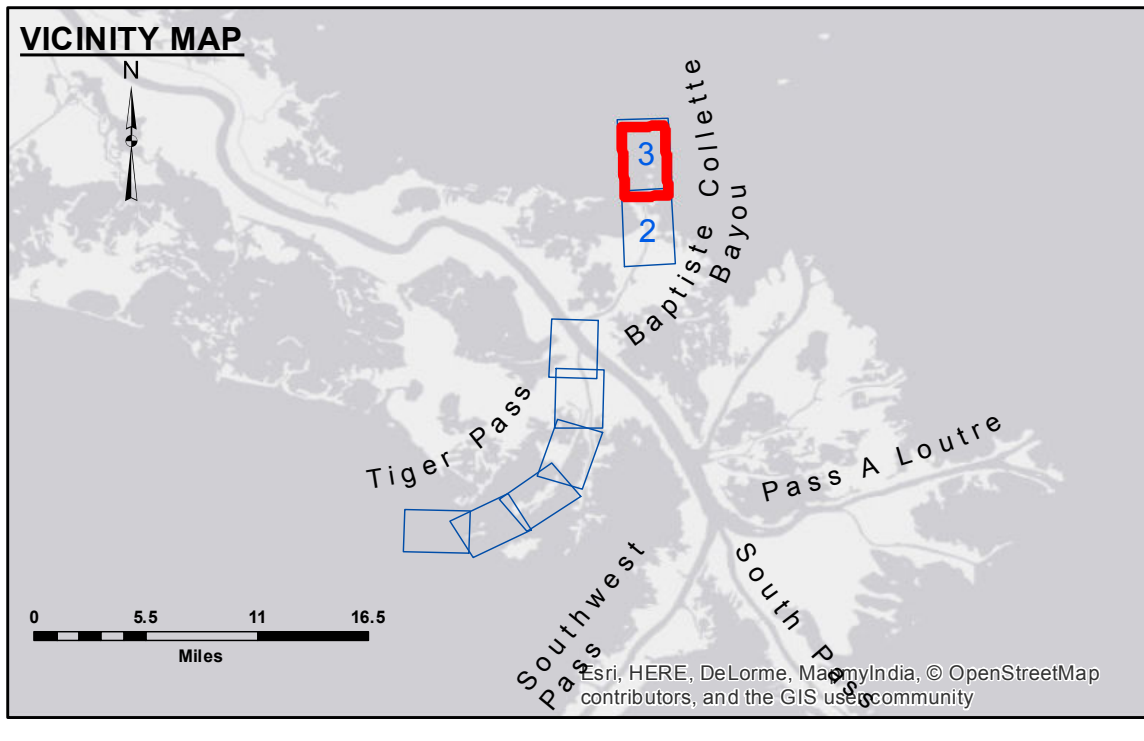 VICINITY MAP
N
3
2
Baptiste Collette
Bayou
Tiger Pass
Pass A Loutre
Southwest
Pass
South Pass
0 5.5 11 16.5
Miles
Esri, HERE, DeLorme, MapmyIndia, © OpenStreetMap
contributors, and the GIS user community